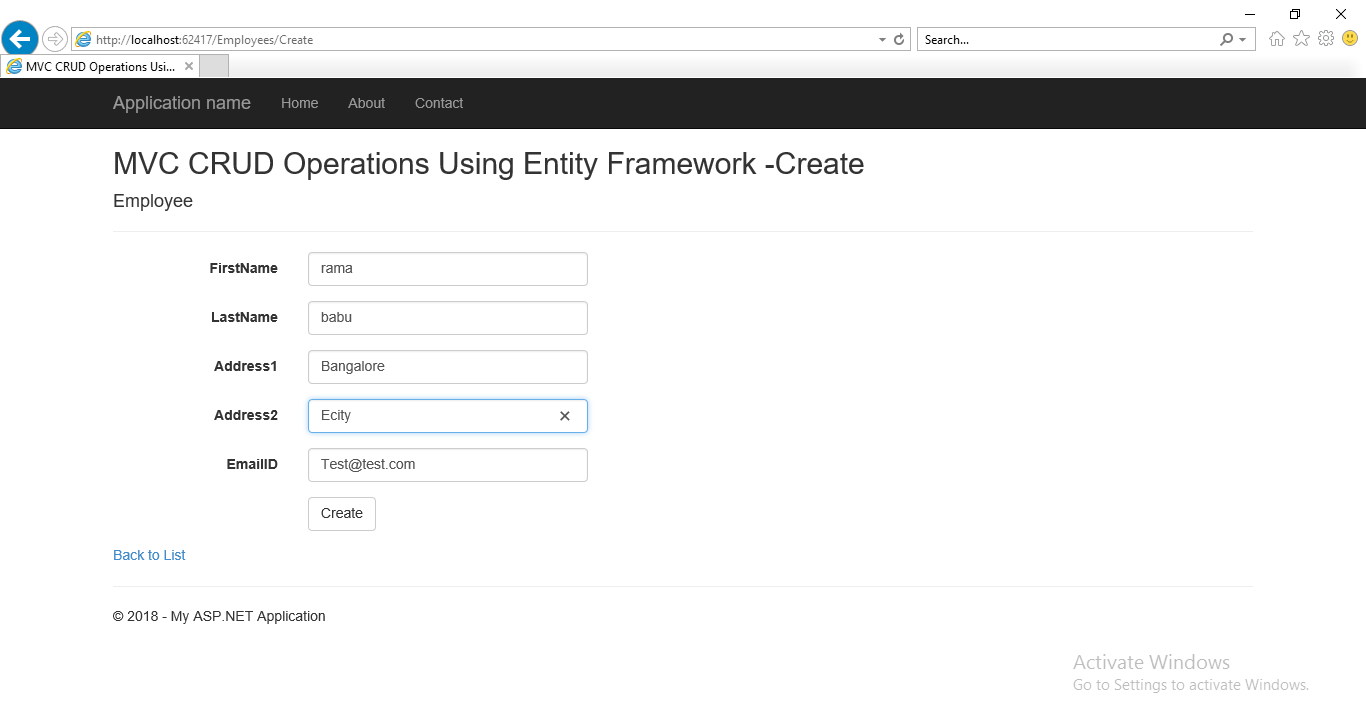 http://localhost:62417/Employees/Create
Search...
MVC CRUD Operations Usi...
Application name Home About Contact
MVC CRUD Operations Using Entity Framework -Create
Employee
FirstName rama
LastName babu
Address1 Bangalore
Address2 Ecity
EmailID Test@test.com
Create
Back to List
© 2018 - My ASP.NET Application
Activate Windows
Go to Settings to activate Windows.